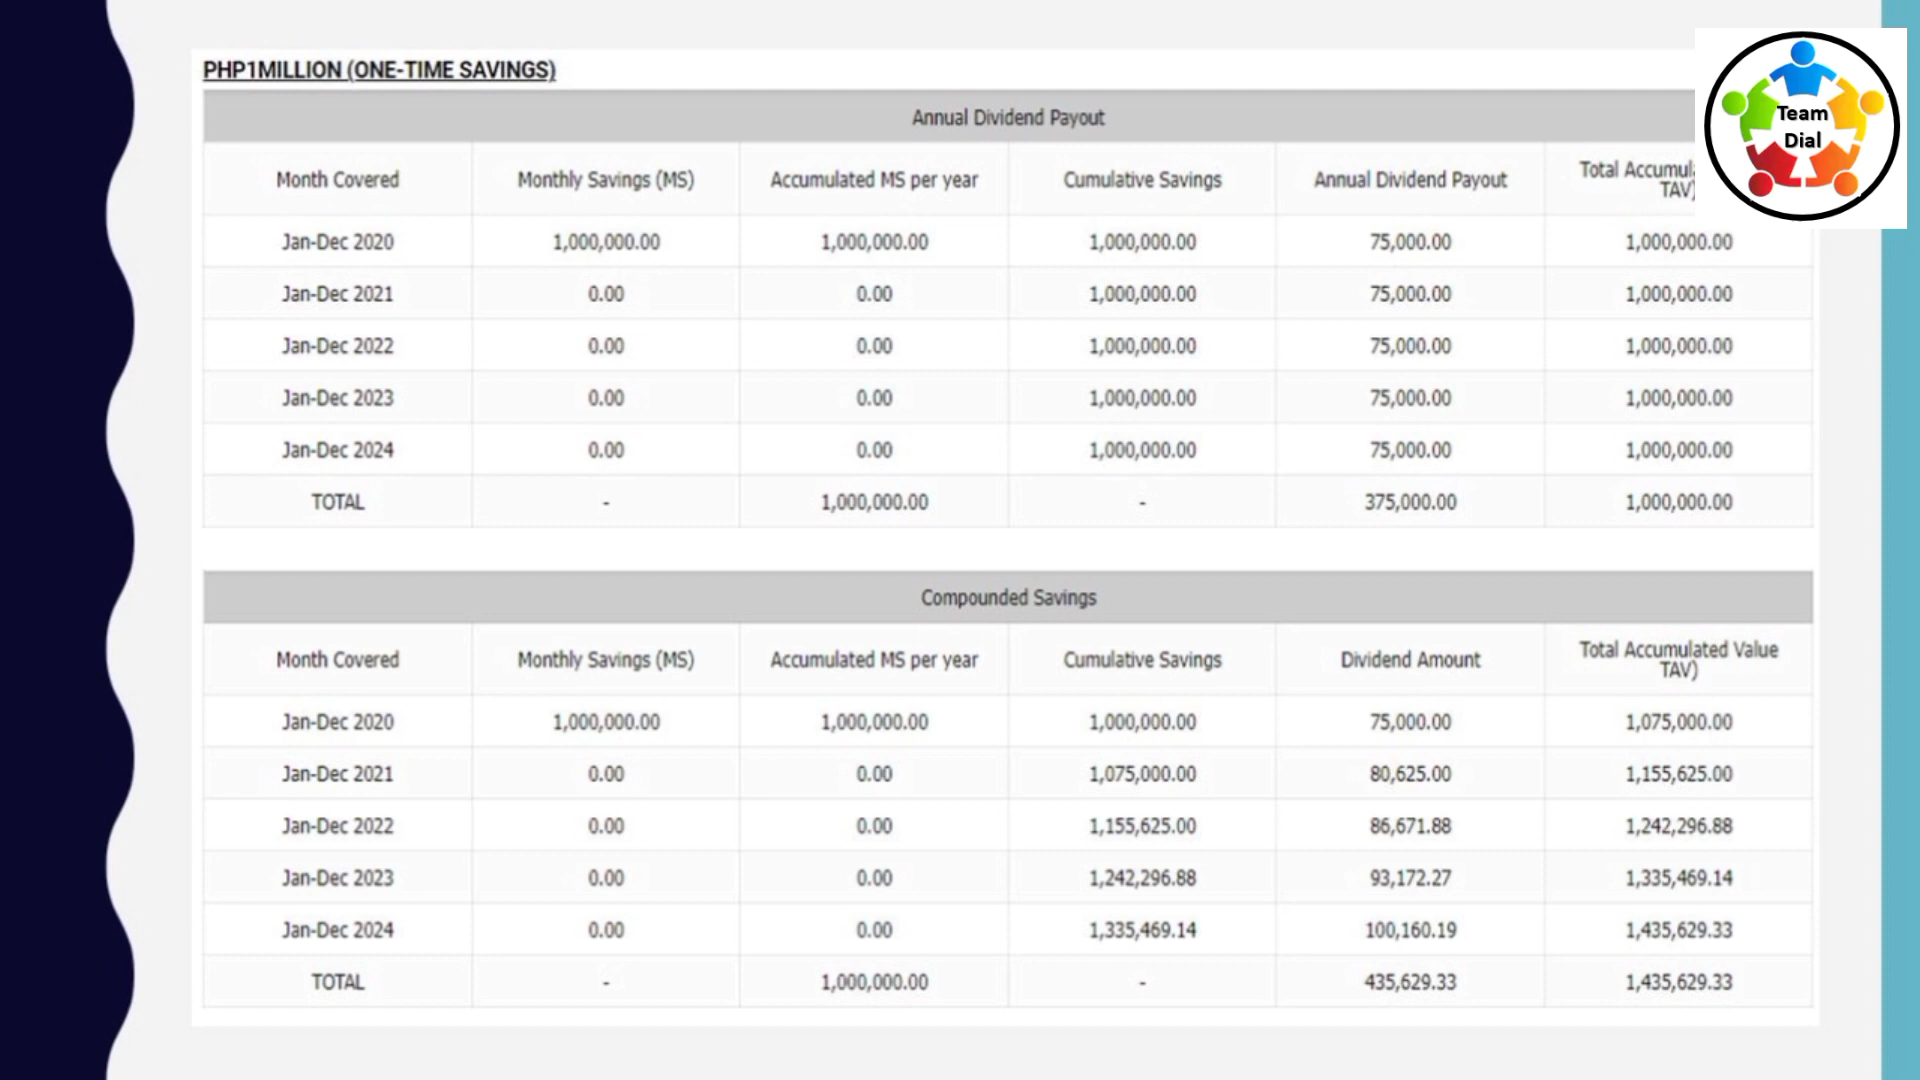 PHP1MILLION (ONE-TIME SAVINGS)
Team
Dial
Annual Dividend Payout
Month Covered Monthly Savings (MS) Accumulated MS per year Cumulative Savings Annual Dividend Payout Total
TAV)
Jan-Dec 2020 1,000,000.00 1,000,000.00 1,000,000.00 75,000.00 1,000,000.00
Jan-Dec 2021 0.00 0.00 1,000,000.00 75,000.00 1,000,000.00
Jan-Dec 2022 0.00 0.00 1,000,000.00 75,000.00 1,000,000.00
Jan-Dec 2023 0.00 0.00 1,000,000.00 75,000.00 1,000,000.00
Jan-Dec 2024 0.00 0.00 1,000,000.00 75,000.00 1,000,000.00
TOTAL - 1,000,000.00 - 375,000.00 1,000,000.00
Compounded Savings
Month Covered Monthly Savings (MS) Accumulated MS per year Cumulative Savings Dividend Amount Total Accumulated Value
TAV)
Jan-Dec 2020 1,000,000.00 1,000,000.00 1,000,000.00 75,000.00 1,075,000.00
Jan-Dec 2021 0.00 0.00 1,075,000.00 80,625.00 1,155,625.00
Jan-Dec 2022 0.00 0.00 1,155,625.00 86,671.88 1,242,296.88
Jan-Dec 2023 0.00 0.00 1,242,296.88 93,172.27 1,335,469.14
Jan-Dec 2024 0.00 0.00 1,335,469.14 100,160.19 1,435,629.33
TOTAL - 1,000,000.00 - 435,629.33 1,435,629.33